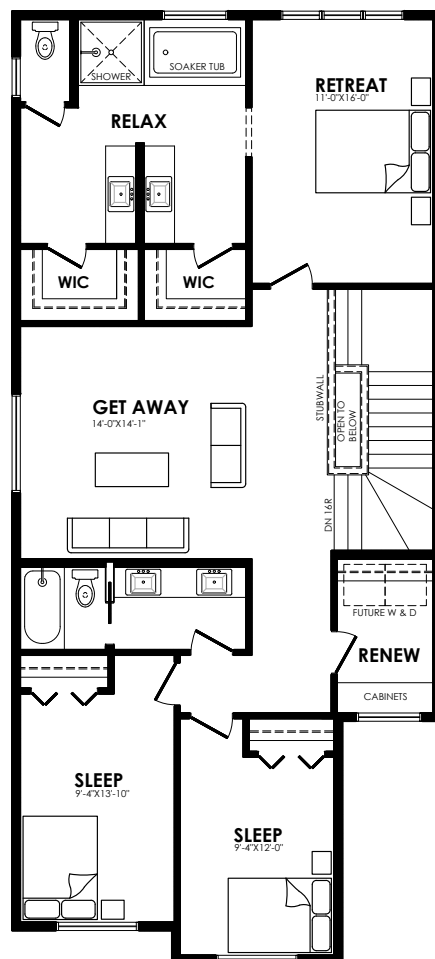 SHOWER
SOAKER TUB
RETREAT
11'-0"X16'-0"
RELAX
WIC
WIC
GET AWAY
14'-0"X14'-1"
STUBWALL
OPEN TO
BELOW
DN 16R
FUTURE W & D
RENEW
CABINETS
SLEEP
9'-4"X13'-10"
SLEEP
9'-4"X12'-0"